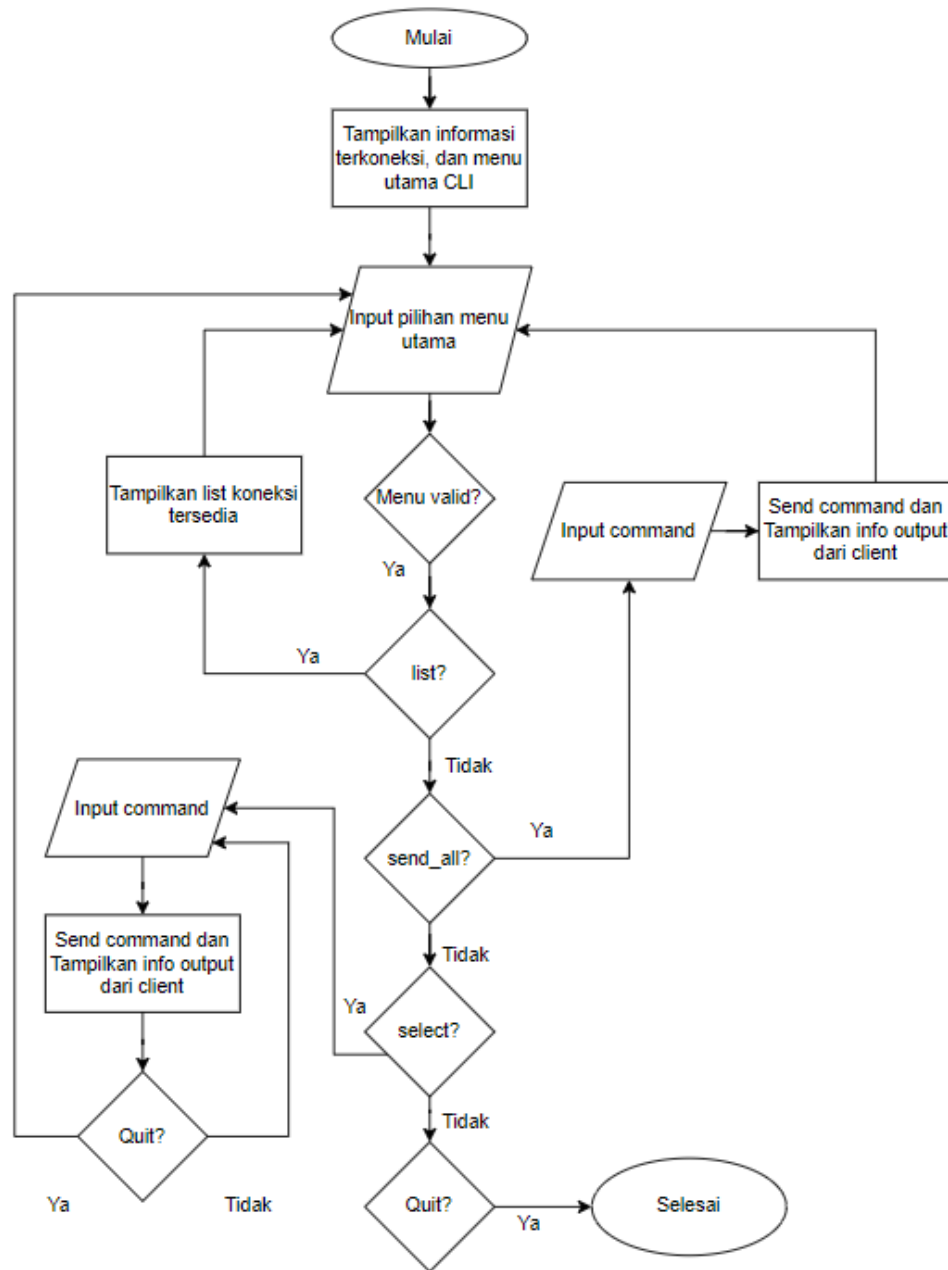 Mulai
Tampilkan informasi
terkoneksi, dan menu
utama CLI
Input pilihan menu
utama
Menu valid?
Ya
Tampilkan list koneksi
tersedia
Input command
Send command dan
Tampilkan info output
dari client
list?
Ya
Tidak
send_all?
Ya
Tidak
Input command
Send command dan
Tampilkan info output
dari client
select?
Ya
Tidak
Quit?
Ya
Tidak
Quit?
Ya
Selesai